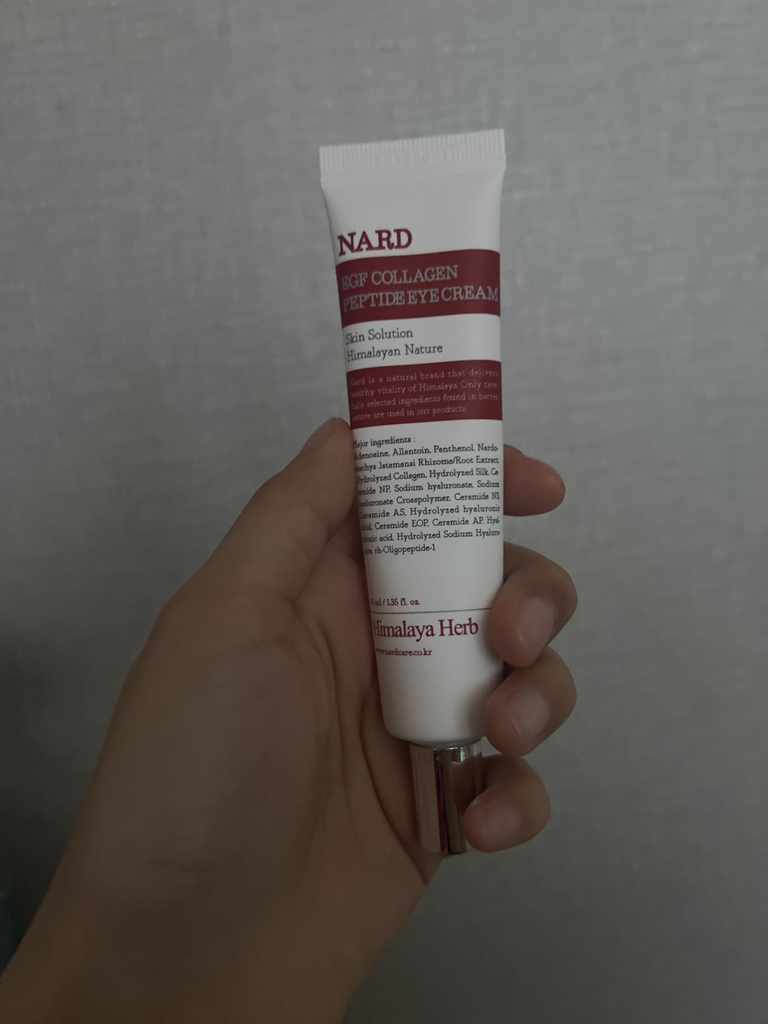 NARD
EGF COLLAGEN
PEPTIDE EYE CREAM
Skin Solution
Himalayan Nature
Nard is a natural brand that delivers
healthy vitality of Himalaya. Only care-
fully selected ingredients found in barren
nature are used in our products.
Major ingredients :
Adenosine, Allantoin, Panthenol, Nardo-
stachys Jatamansi Rhizome/Root Extract,
Hydrolyzed Collagen, Hydrolyzed Silk, Ce-
ramide NP, Sodium hyaluronate, Sodium
Hyaluronate Crosspolymer, Ceramide NS,
Ceramide AS, Hydrolyzed hyaluronic
Acid, Ceramide EOP, Ceramide AP, Hyal-
uronic acid, Hydrolyzed Sodium Hyaluro-
nate, rh-Oligopeptide-1
ml / 1.35 fl. oz.
Himalaya Herb
www.nardcare.co.kr